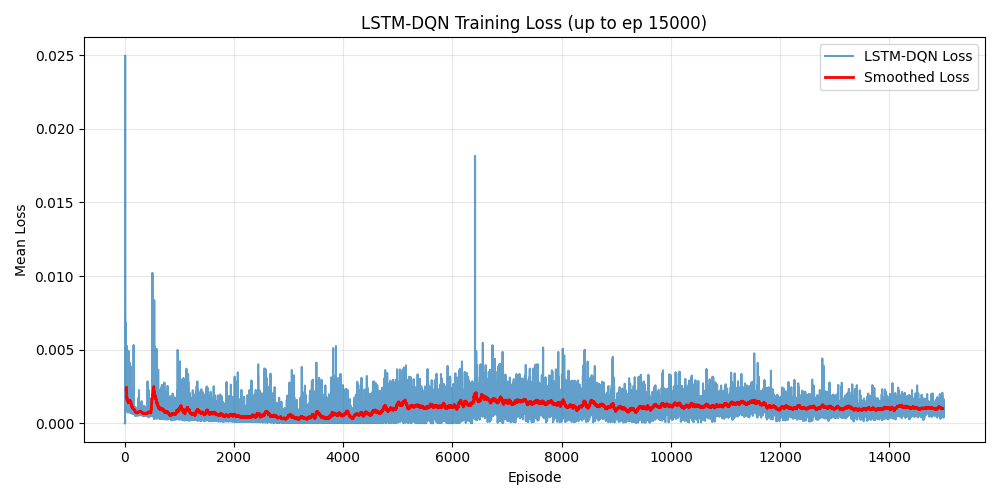 LSTM-DQN Training Loss (up to ep 15000)
LSTM-DQN Loss
Smoothed Loss
Mean Loss
0.025
0.020
0.015
0.010
0.005
0.000
0
2000
4000
6000
8000
10000
12000
14000
Episode